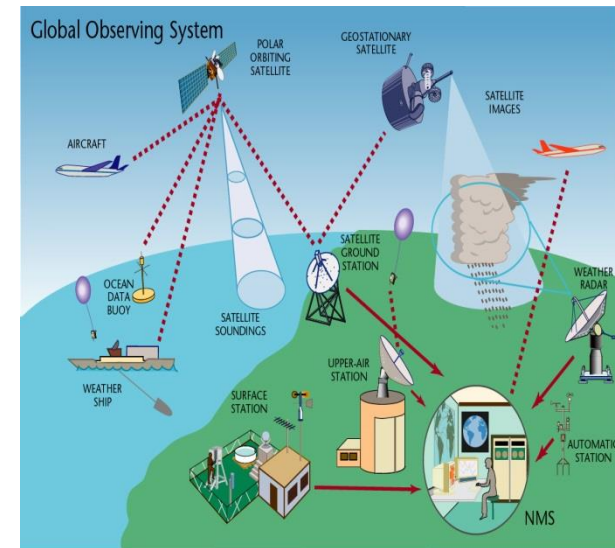 Global Observing System
POLAR
ORBITING
SATELLITE
GEOSTATIONARY
SATELLITE
SATELLITE
IMAGES
AIRCRAFT
OCEAN
DATA
BUOY
SATELLITE
SOUNDINGS
SATELLITE
GROUND
STATION
WEATHER
RADAR
WEATHER
SHIP
UPPER-AIR
STATION
SURFACE
STATION
AUTOMATIC
STATION
NMS